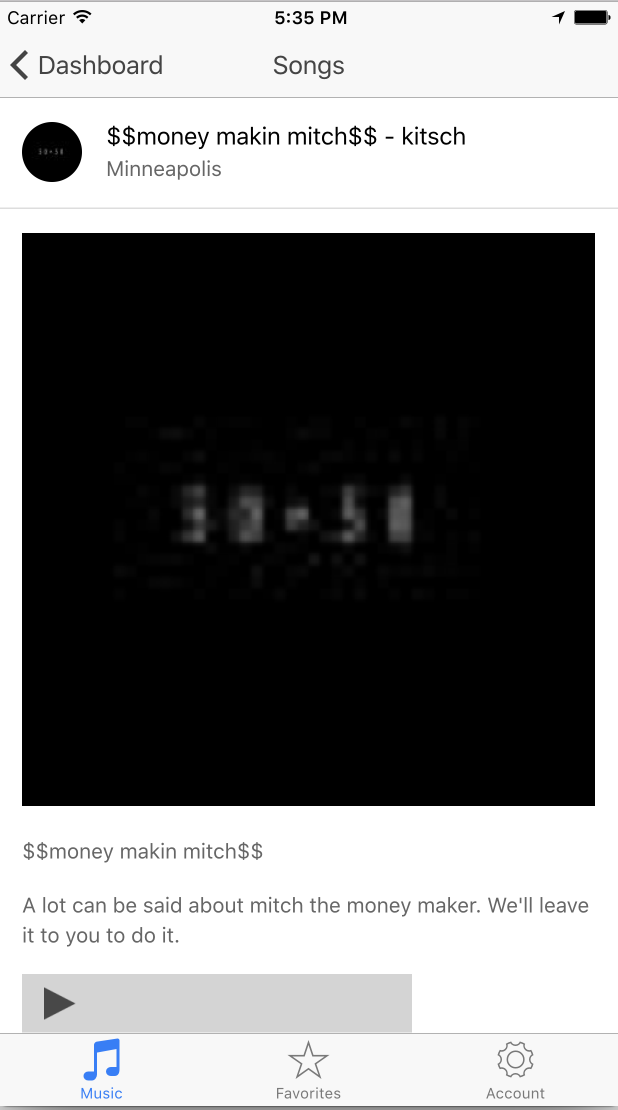 Carrier 5:35 PM
Dashboard Songs
$$money makin mitch$$ - kitsch
Minneapolis
$$money makin mitch$$
A lot can be said about mitch the money maker. We'll leave
it to you to do it.
Music Favorites Account